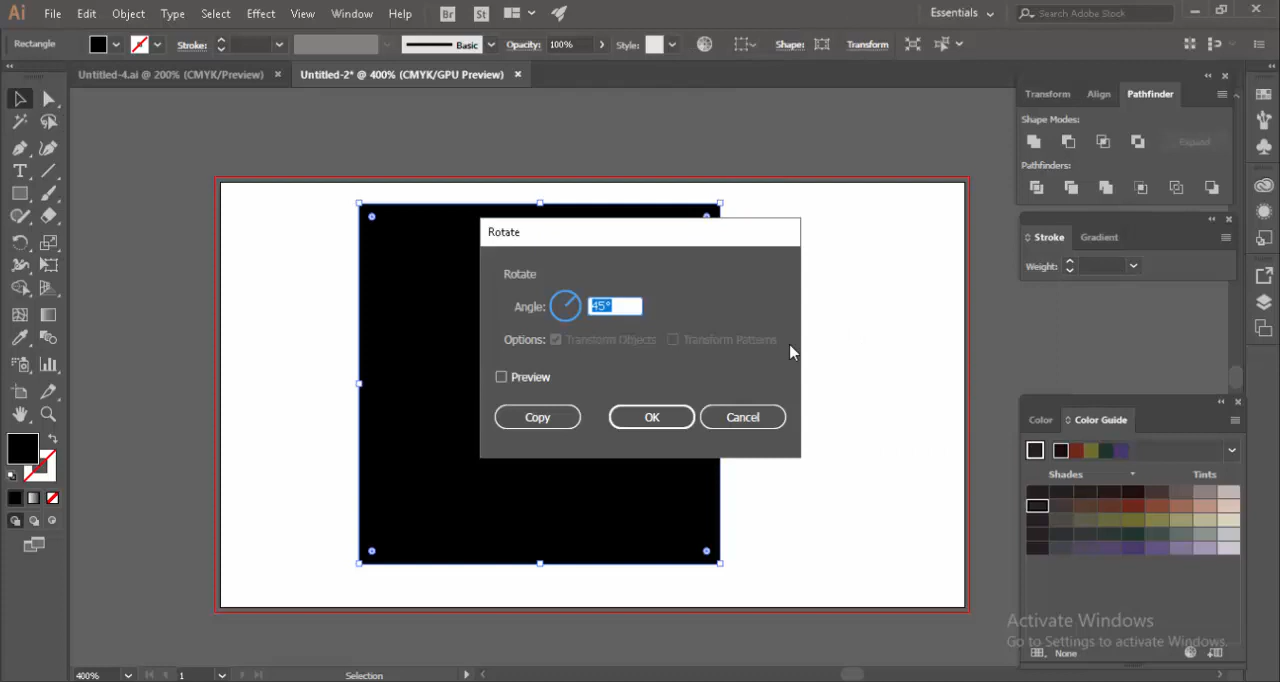 Ai File Edit Object Type Select Effect View Window Help Br St Essentials Search Adobe Stock
Rectangle Stroke: Basic Opacity: 100% Style: Shape: Transform
Untitled-4.ai @ 200% (CMYK/Preview) × Untitled-2* @ 400% (CMYK/GPU Preview) ×
Transform Align Pathfinder
Shape Modes:
Expand
Pathfinders:
Rotate
Stroke Gradient
Weight:
Rotate
Angle: 45°
Options: Transform Objects Transform Patterns
Preview
Copy OK Cancel
Color Color Guide
Shades Tints
Activate Windows
Go to Settings to activate Windows.
None
400% 1 Selection